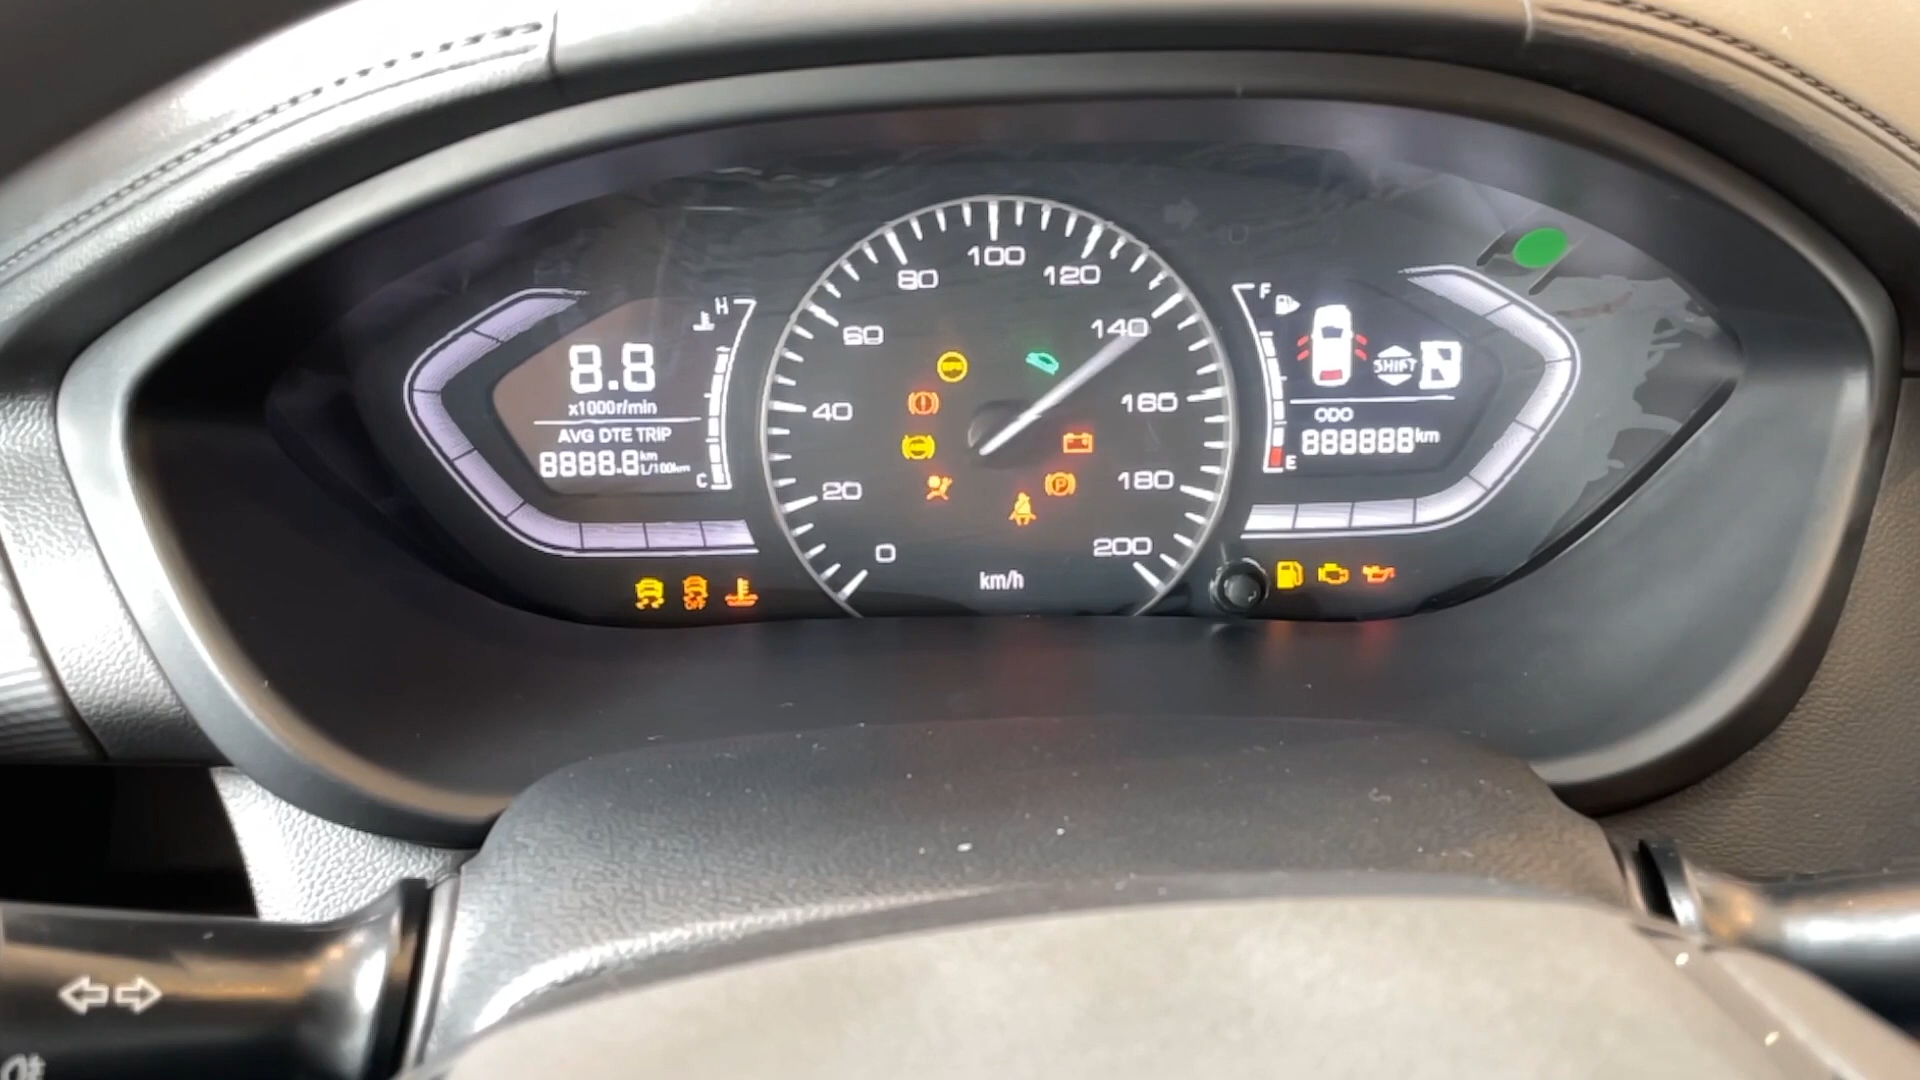 8.8
x1000r/min
AVG DTE TRIP
8888.8 km L/100km
H
C
0
20
40
60
80
100
120
140
160
180
200
km/h
P
OFF
F
E
SHIFT
ODO
888888 km